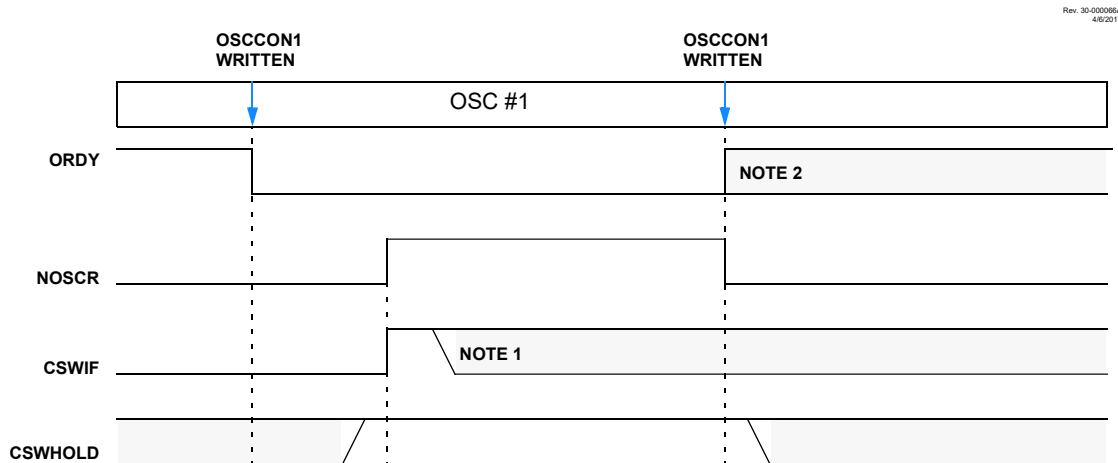 Rev. 30-000066A
4/6/201
OSCCON1
WRITTEN
OSCCON1
WRITTEN
OSC #1
ORDY
NOTE 2
NOSCR
CSWIF
NOTE 1
CSWHOLD